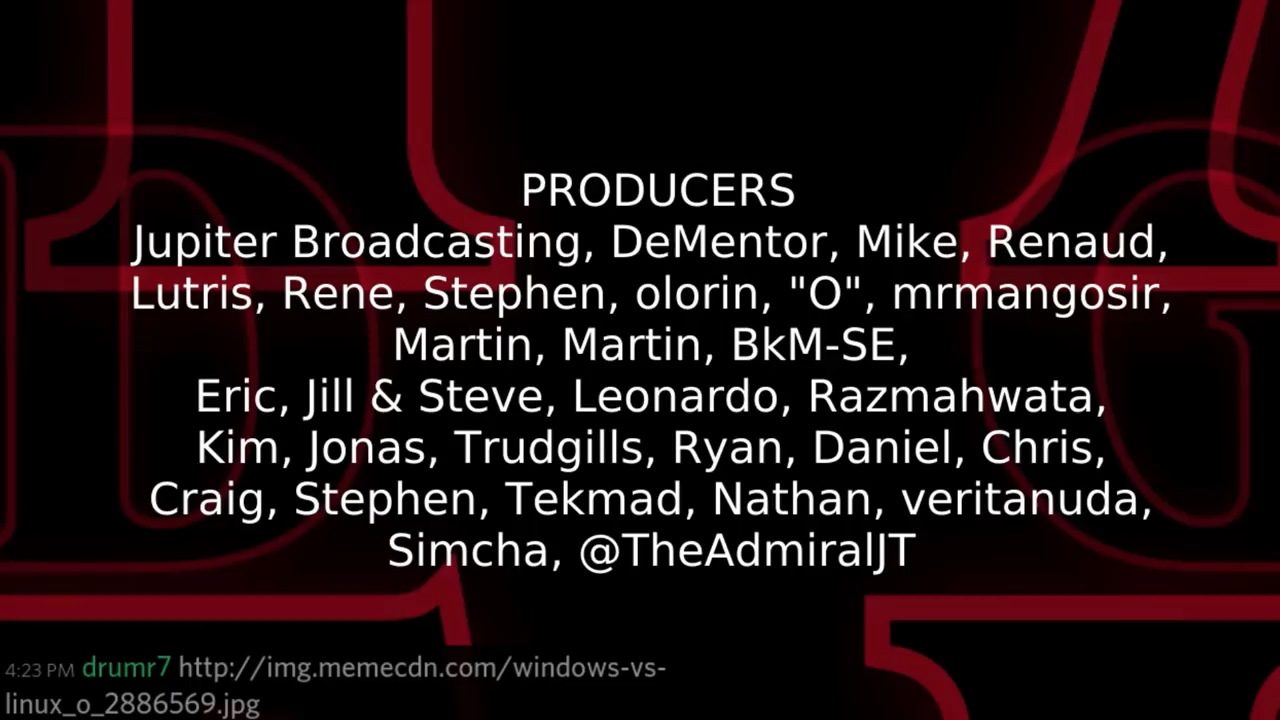 PRODUCERS
Jupiter Broadcasting, DeMentor, Mike, Renaud,
Lutris, Rene, Stephen, olorin, "O", mrmangosir,
Martin, Martin, BkM-SE,
Eric, Jill & Steve, Leonardo, Razmahwata,
Kim, Jonas, Trudgills, Ryan, Daniel, Chris,
Craig, Stephen, Tekmad, Nathan, veritanuda,
Simcha, @TheAdmiralJT
4:23 PM drumr7 http://img.memecdn.com/windows-vs-
linux_o_2886569.jpg